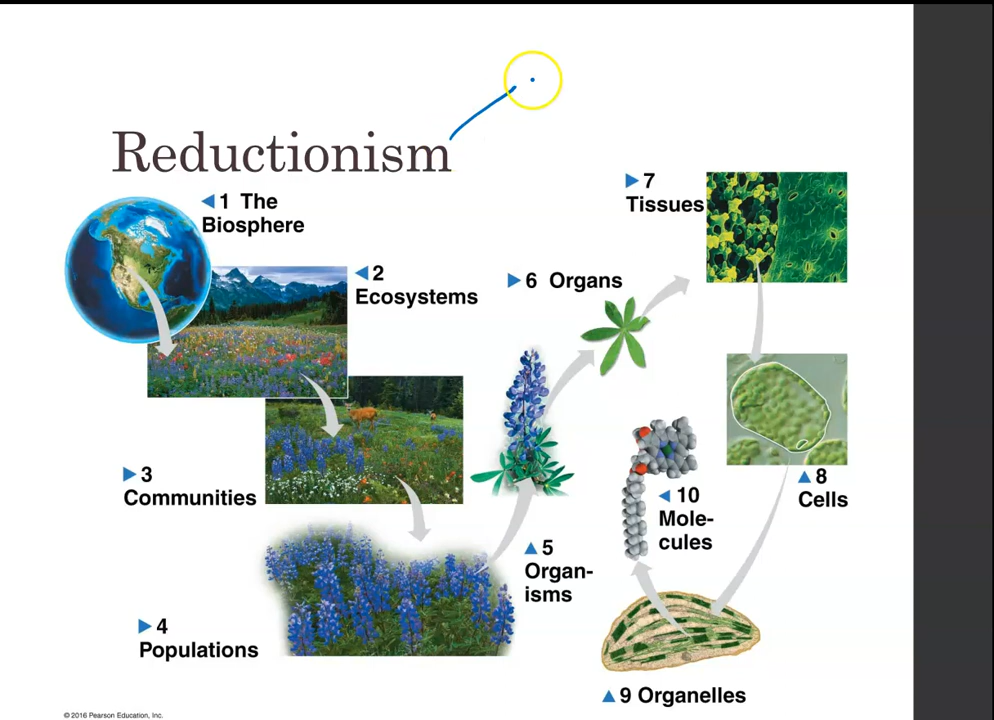 Reductionism
◀1 The
Biosphere
◀2
Ecosystems
▶3
Communities
▶4
Populations
▲5
Organ-
isms
▶6 Organs
▶7
Tissues
▲8
Cells
▲9 Organelles
◀10
Mole-
cules
© 2016 Pearson Education, Inc.